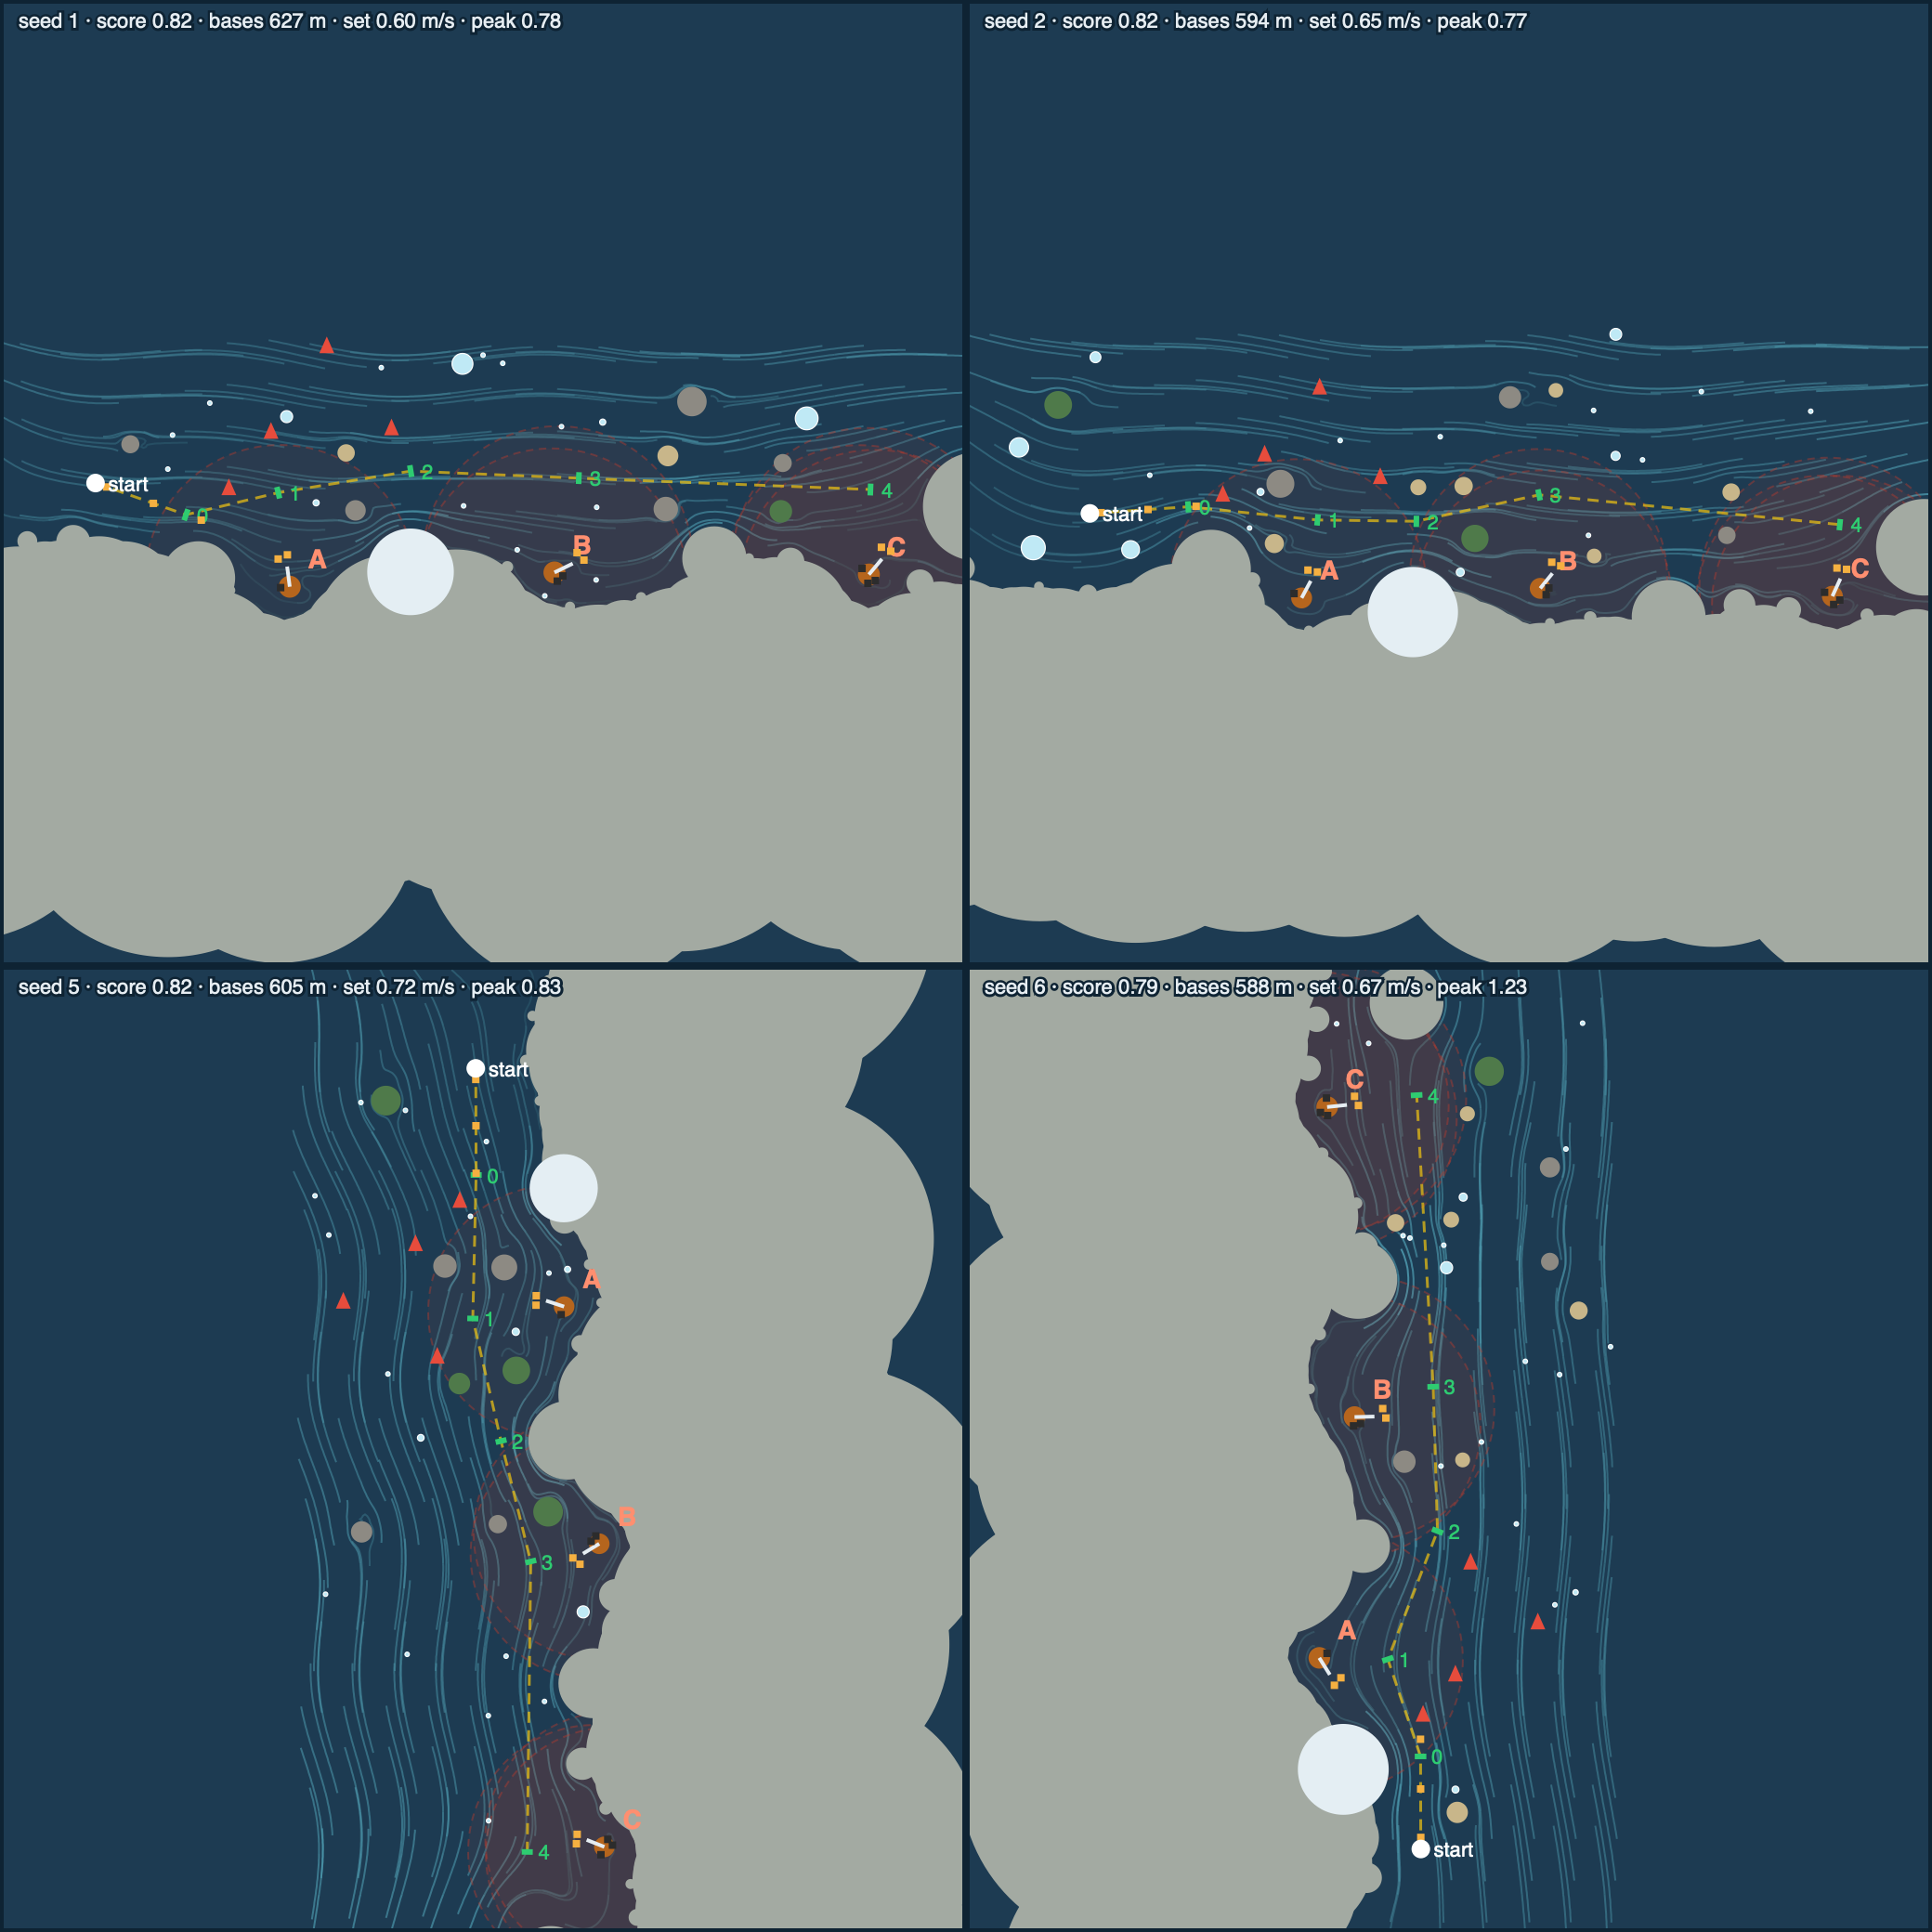 seed 1 · score 0.82 · bases 627 m · set 0.60 m/s · peak 0.78
start
0
1
2
3
4
A
B
C
seed 2 · score 0.82 · bases 594 m · set 0.65 m/s · peak 0.77
start
0
1
2
3
4
A
B
C
seed 5 · score 0.82 · bases 605 m · set 0.72 m/s · peak 0.83
start
0
A
1
2
B
3
C
4
seed 6 · score 0.79 · bases 588 m · set 0.67 m/s · peak 1.23
C
4
B
3
2
A
1
0
start